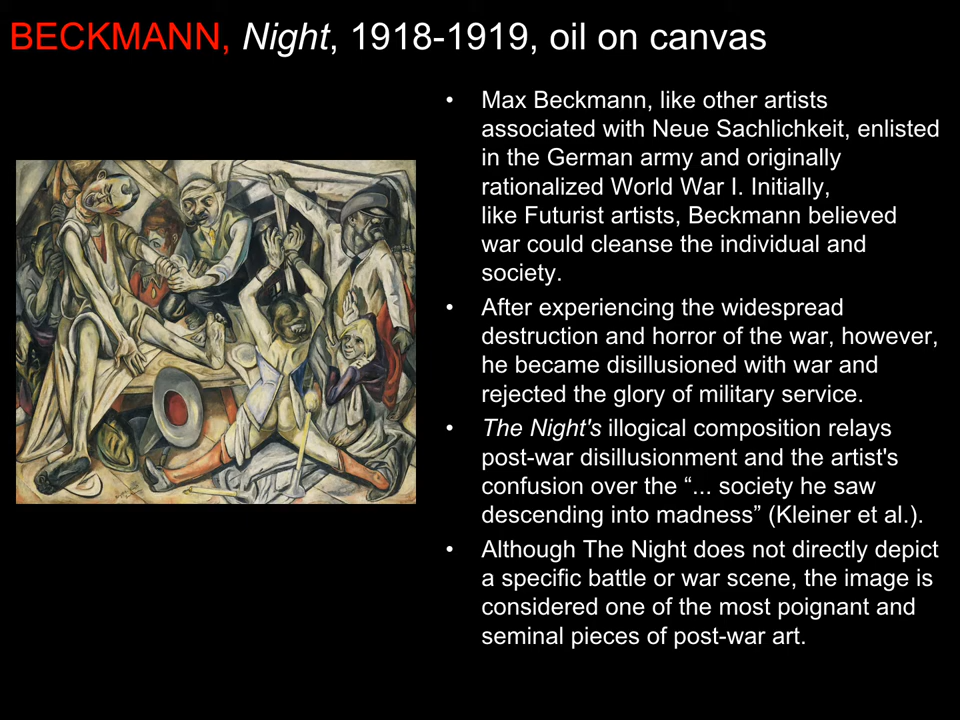 BECKMANN, Night, 1918-1919, oil on canvas
• Max Beckmann, like other artists
associated with Neue Sachlichkeit, enlisted
in the German army and originally
rationalized World War I. Initially,
like Futurist artists, Beckmann believed
war could cleanse the individual and
society.
• After experiencing the widespread
destruction and horror of the war, however,
he became disillusioned with war and
rejected the glory of military service.
• The Night's illogical composition relays
post-war disillusionment and the artist's
confusion over the “... society he saw
descending into madness” (Kleiner et al.).
• Although The Night does not directly depict
a specific battle or war scene, the image is
considered one of the most poignant and
seminal pieces of post-war art.